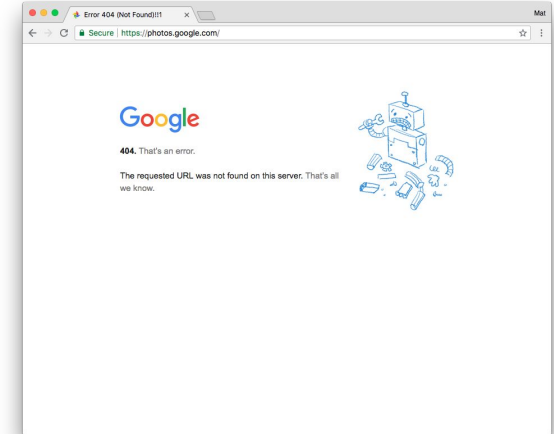 Error 404 (Not Found)!!1
Mat
Secure https://photos.google.com/
Google
404. That's an error.
The requested URL was not found on this server. That's all
we know.